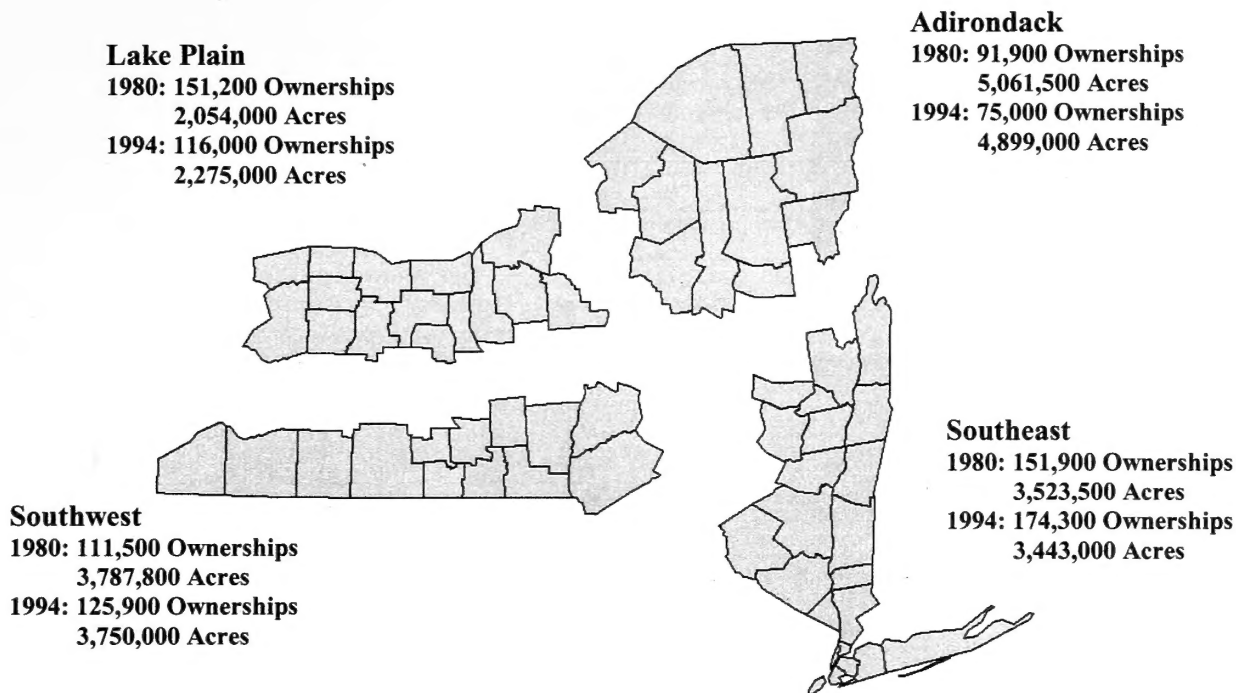 Lake Plain
1980: 151,200 Ownerships
2,054,000 Acres
1994: 116,000 Ownerships
2,275,000 Acres
Adirondack
1980: 91,900 Ownerships
5,061,500 Acres
1994: 75,000 Ownerships
4,899,000 Acres
Southwest
1980: 111,500 Ownerships
3,787,800 Acres
1994: 125,900 Ownerships
3,750,000 Acres
Southeast
1980: 151,900 Ownerships
3,523,500 Acres
1994: 174,300 Ownerships
3,443,000 Acres